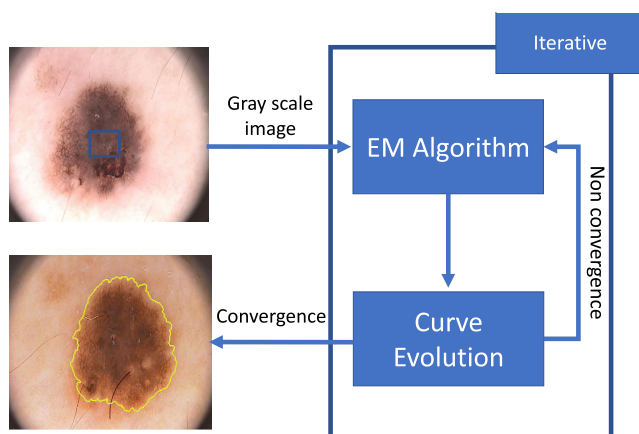 Iterative
Gray scale
image
EM Algorithm
Non convergence
Convergence
Curve
Evolution